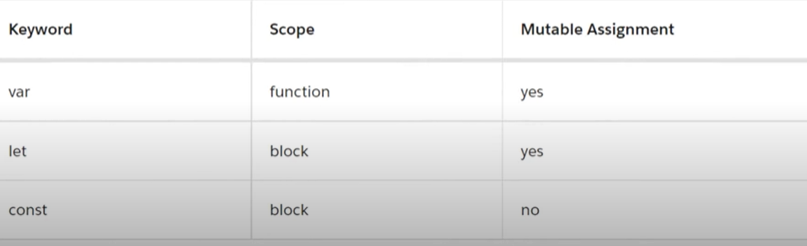 Keyword Scope Mutable Assignment
var function yes
let block yes
const block no